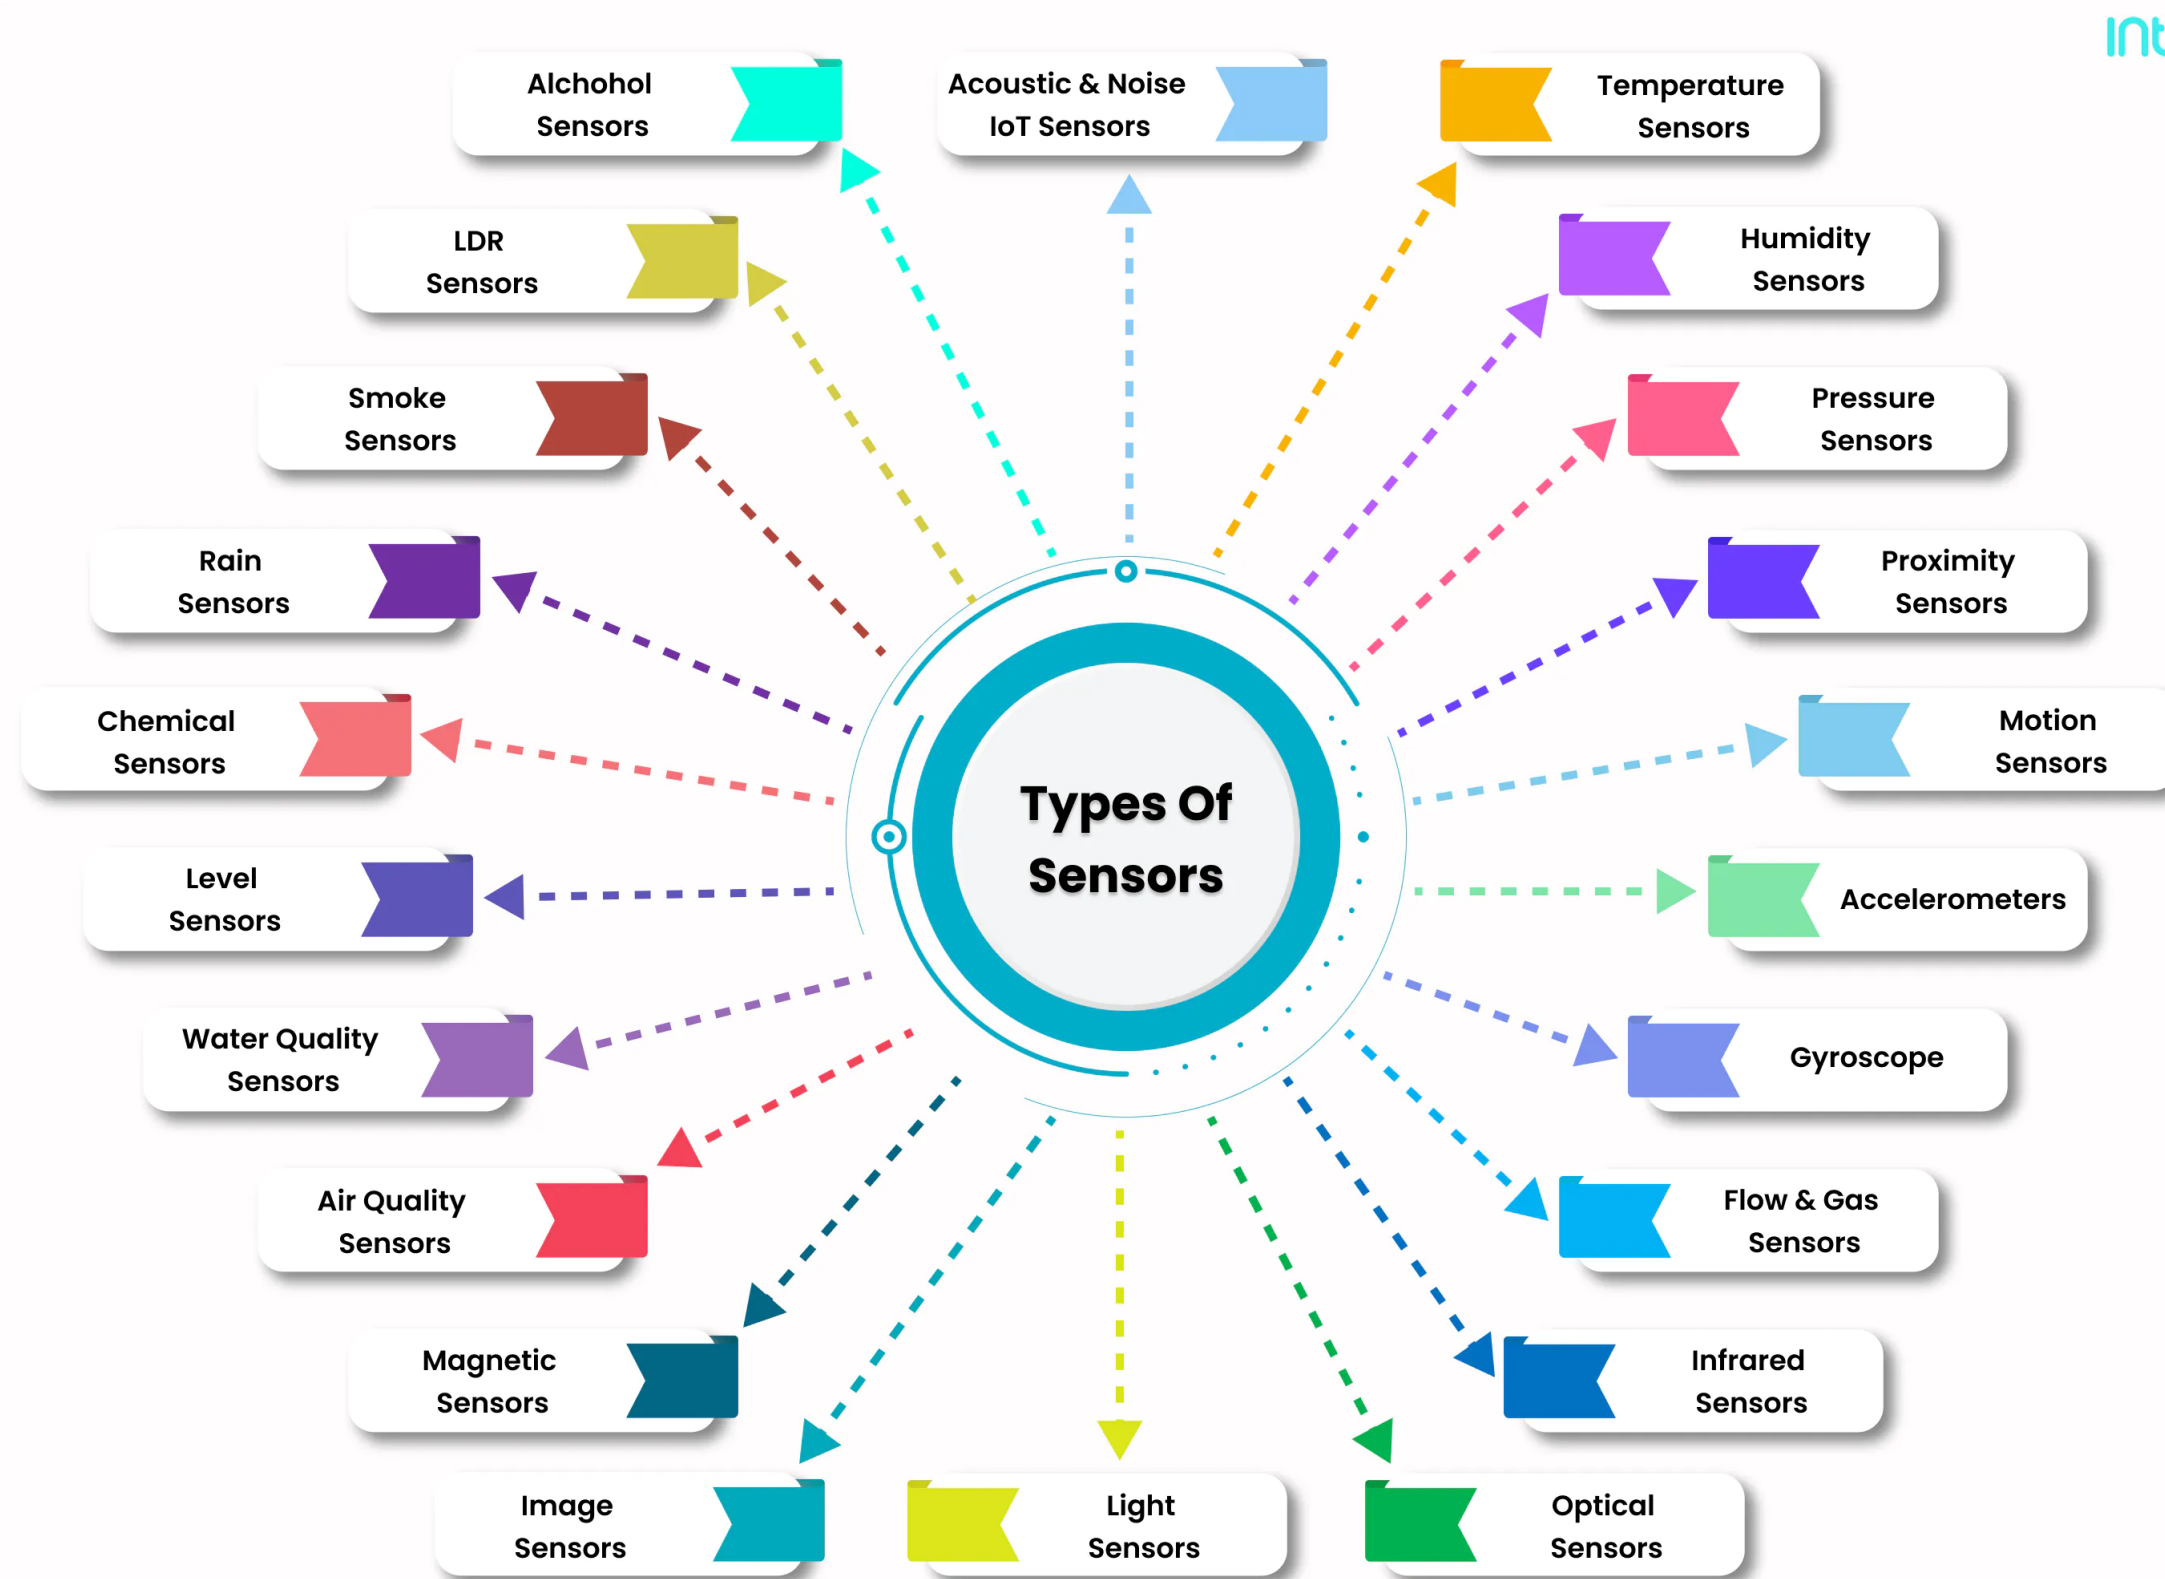 Int
Alchohol
Sensors
Acoustic & Noise
IoT Sensors
Temperature
Sensors
LDR
Sensors
Humidity
Sensors
Smoke
Sensors
Pressure
Sensors
Rain
Sensors
Proximity
Sensors
Chemical
Sensors
Motion
Sensors
Types Of
Sensors
Level
Sensors
Accelerometers
Water Quality
Sensors
Gyroscope
Air Quality
Sensors
Flow & Gas
Sensors
Magnetic
Sensors
Infrared
Sensors
Image
Sensors
Light
Sensors
Optical
Sensors